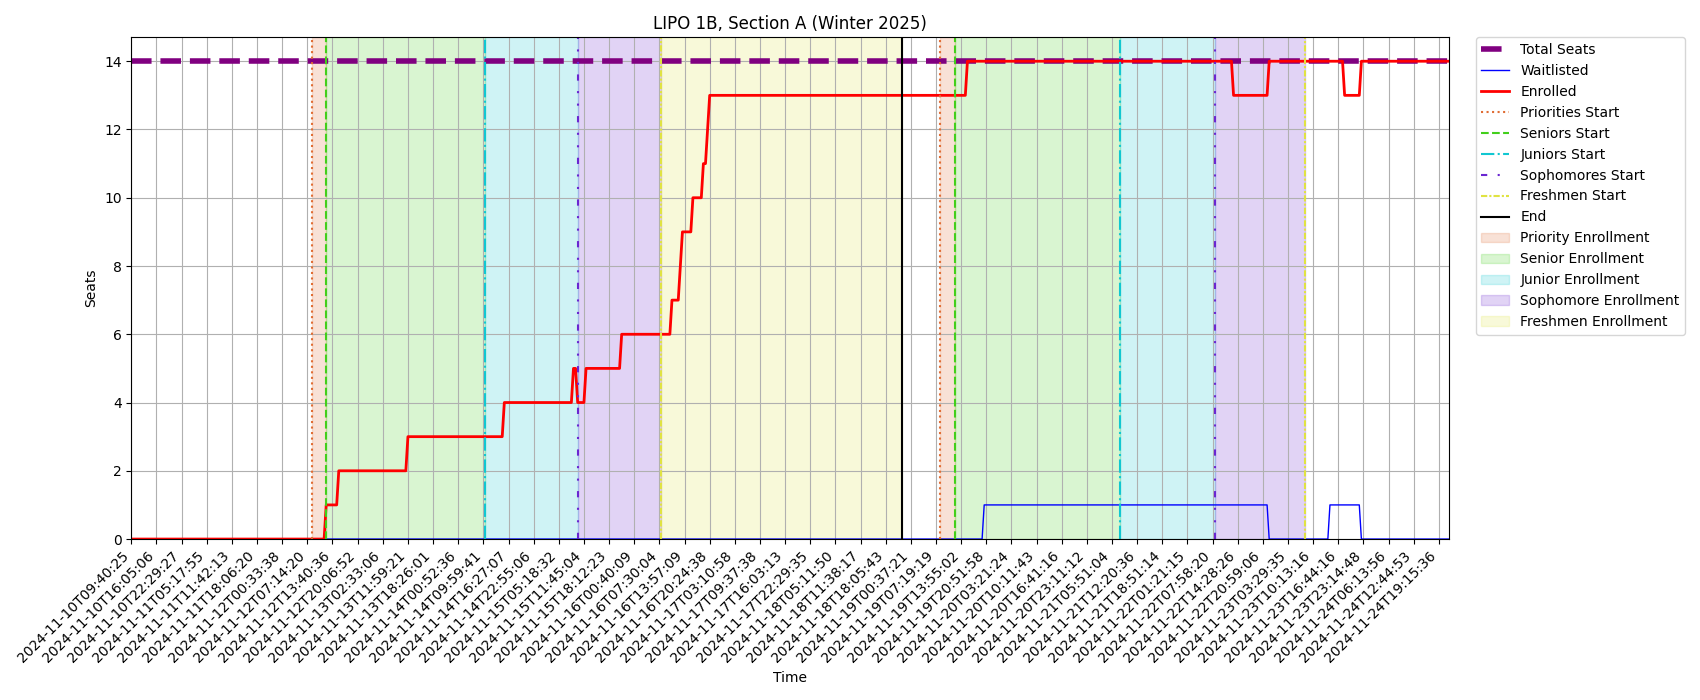 LIPO 1B, Section A (Winter 2025)
Total Seats
Waitlisted
Enrolled
Priorities Start
Seniors Start
Juniors Start
Sophomores Start
Freshmen Start
End
Priority Enrollment
Senior Enrollment
Junior Enrollment
Sophomore Enrollment
Freshmen Enrollment
Seats
14
12
10
8
6
4
2
0
2024-11-10T09:40:25
2024-11-10T16:05:06
2024-11-10T22:29:27
2024-11-11T05:17:55
2024-11-11T11:42:13
2024-11-11T18:06:20
2024-11-12T00:33:38
2024-11-12T07:14:20
2024-11-12T13:40:36
2024-11-12T20:06:52
2024-11-13T02:33:06
2024-11-13T11:59:21
2024-11-13T18:26:01
2024-11-14T00:52:36
2024-11-14T09:59:41
2024-11-14T16:27:07
2024-11-14T22:55:06
2024-11-15T05:18:32
2024-11-15T11:45:04
2024-11-15T18:12:23
2024-11-16T00:40:09
2024-11-16T07:30:04
2024-11-16T13:57:09
2024-11-16T20:24:38
2024-11-17T03:10:58
2024-11-17T09:37:38
2024-11-17T16:03:13
2024-11-17T22:29:35
2024-11-18T05:11:50
2024-11-18T11:38:17
2024-11-18T18:05:43
2024-11-19T00:37:21
2024-11-19T07:19:19
2024-11-19T13:55:02
2024-11-19T20:51:58
2024-11-20T03:21:24
2024-11-20T10:11:43
2024-11-20T16:41:16
2024-11-20T23:11:12
2024-11-21T05:51:04
2024-11-21T12:20:36
2024-11-21T18:51:14
2024-11-22T01:21:15
2024-11-22T07:58:20
2024-11-22T14:28:26
2024-11-22T20:59:06
2024-11-23T03:29:35
2024-11-23T10:13:16
2024-11-23T16:44:16
2024-11-23T23:14:48
2024-11-24T06:13:56
2024-11-24T12:44:53
2024-11-24T19:15:36
Time